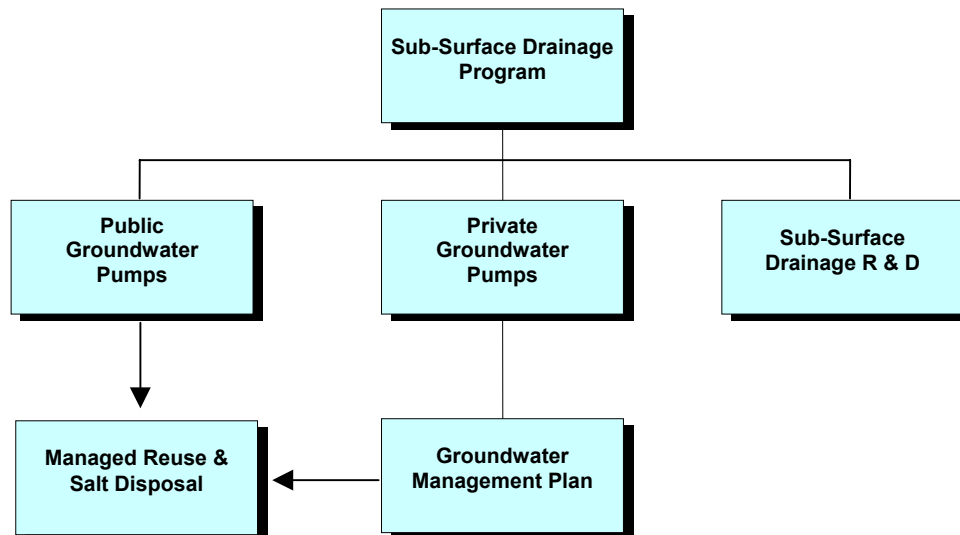 Sub-Surface Drainage
Program
Public
Groundwater
Pumps
Private
Groundwater
Pumps
Sub-Surface
Drainage R & D
Managed Reuse &
Salt Disposal
Groundwater
Management Plan